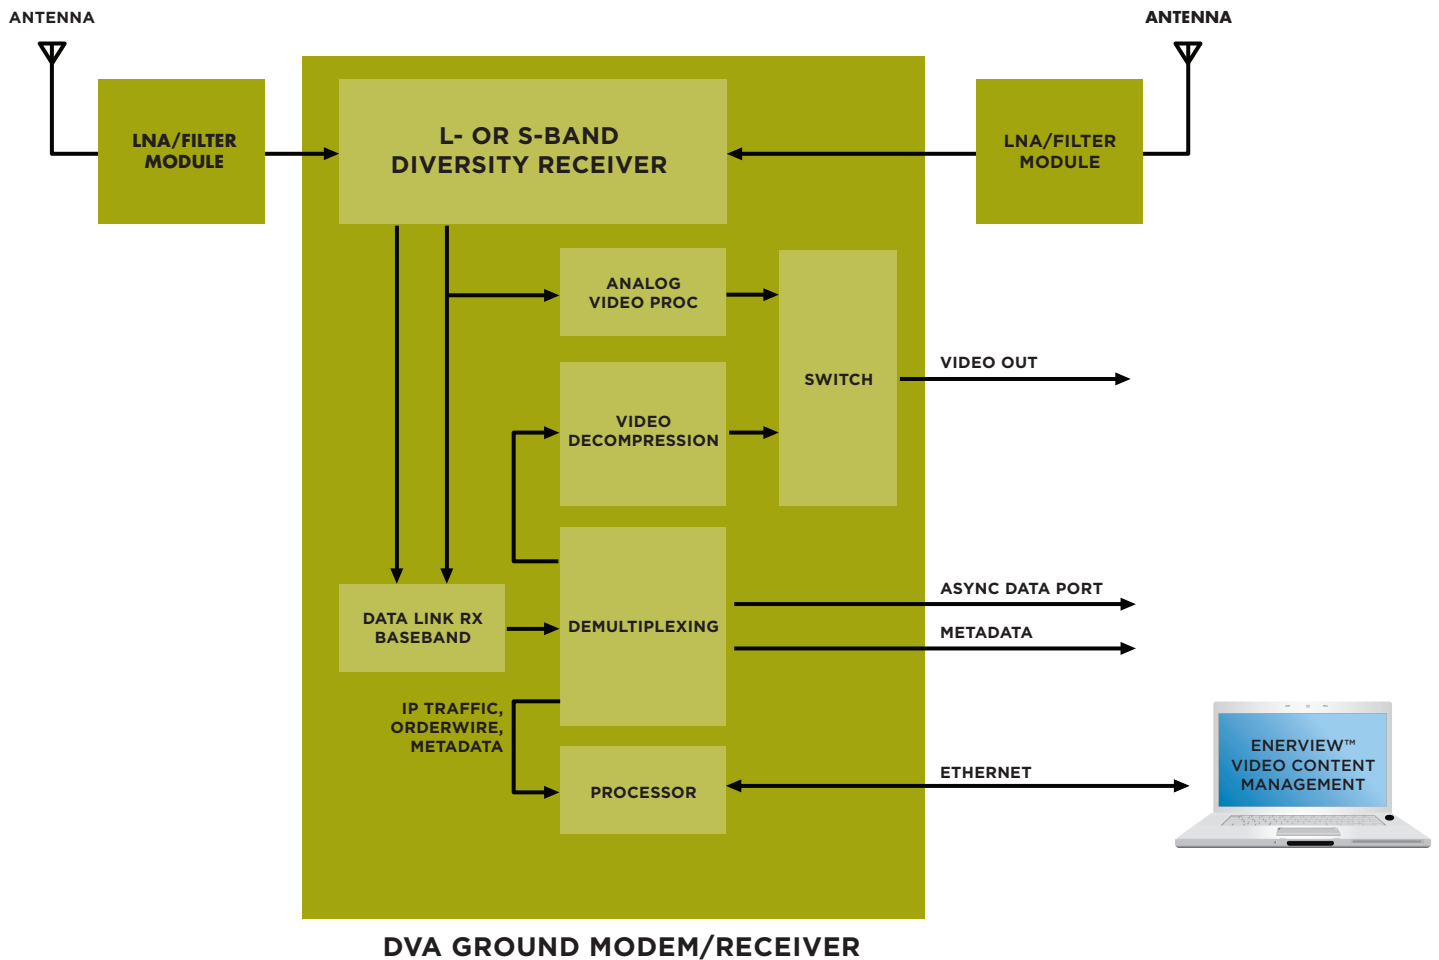 ANTENNA
ANTENNA
LNA/FILTER
MODULE
L- OR S-BAND
DIVERSITY RECEIVER
LNA/FILTER
MODULE
ANALOG
VIDEO PROC
SWITCH
VIDEO OUT
VIDEO
DECOMPRESSION
DATA LINK RX
BASEBAND
DEMULTIPLEXING
ASYNC DATA PORT
METADATA
IP TRAFFIC,
ORDERWIRE,
METADATA
PROCESSOR
ETHERNET
ENERVIEW™
VIDEO CONTENT
MANAGEMENT
DVA GROUND MODEM/RECEIVER